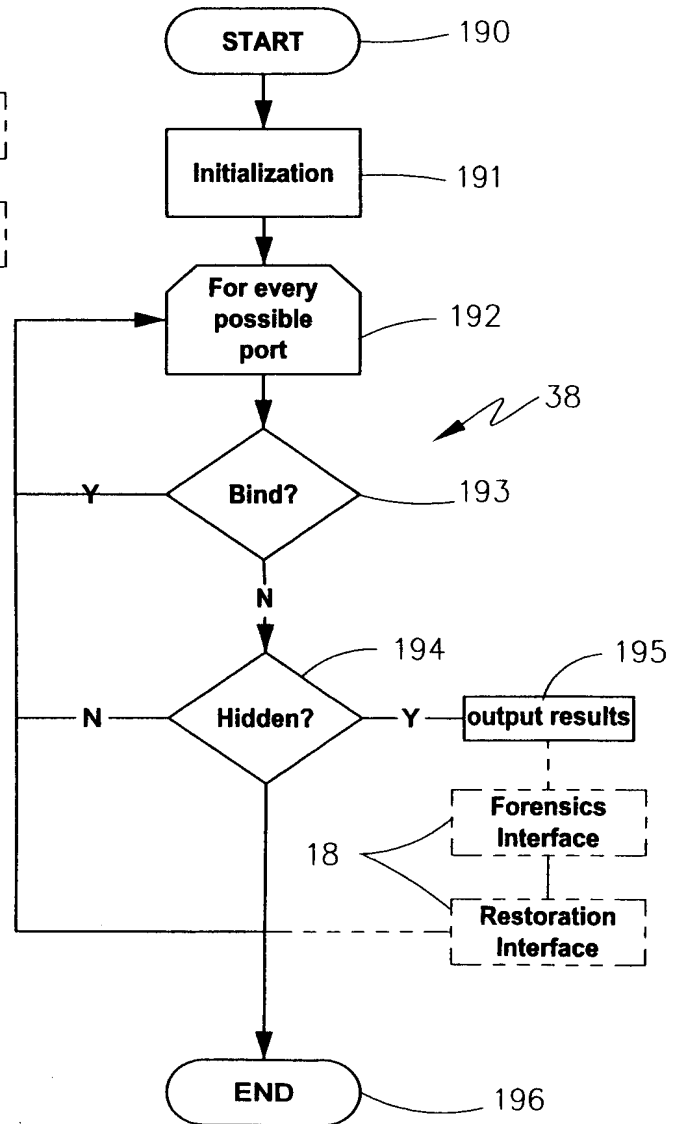 START
190
Initialization
191
For every
possible
port
192
38
Y
Bind?
193
N
194
195
N
Hidden?
Y
output results
Forensics
Interface
18
Restoration
Interface
END
196